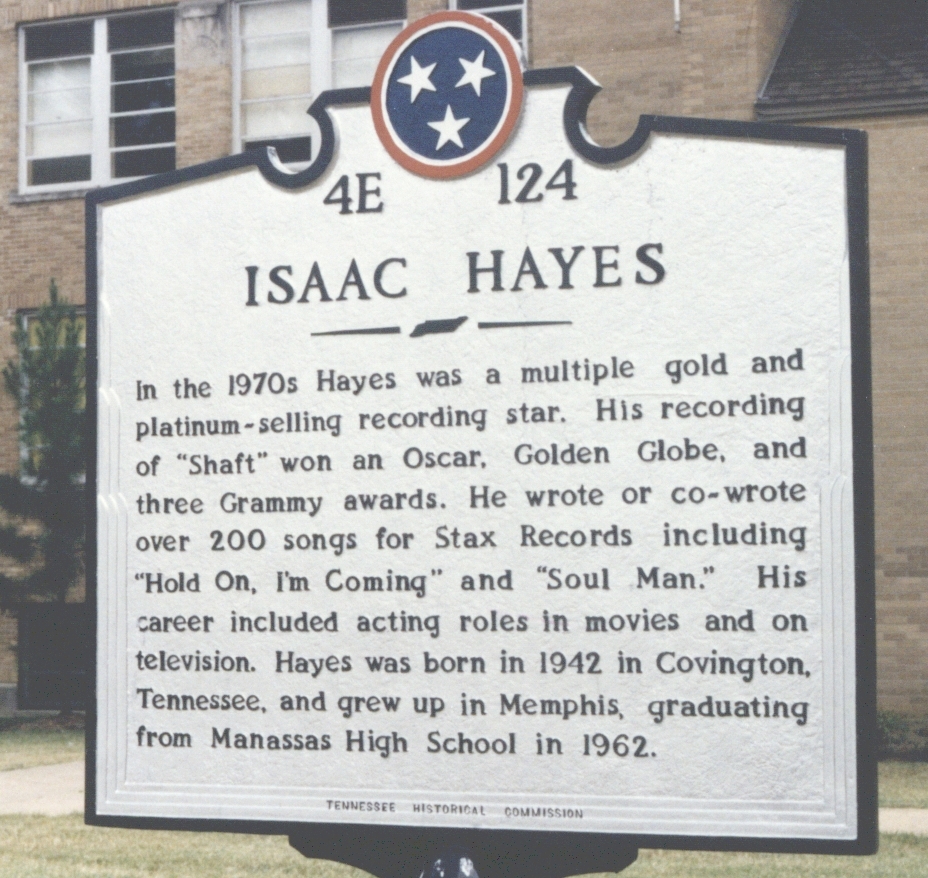 4E 124
ISAAC HAYES
In the 1970s Hayes was a multiple gold and
platinum-selling recording star. His recording
of "Shaft" won an Oscar, Golden Globe, and
three Grammy awards. He wrote or co-wrote
over 200 songs for Stax Records including
"Hold On, I'm Coming" and "Soul Man." His
career included acting roles in movies and on
television. Hayes was born in 1942 in Covington,
Tennessee, and grew up in Memphis, graduating
from Manassas High School in 1962.
TENNESSEE HISTORICAL COMMISSION